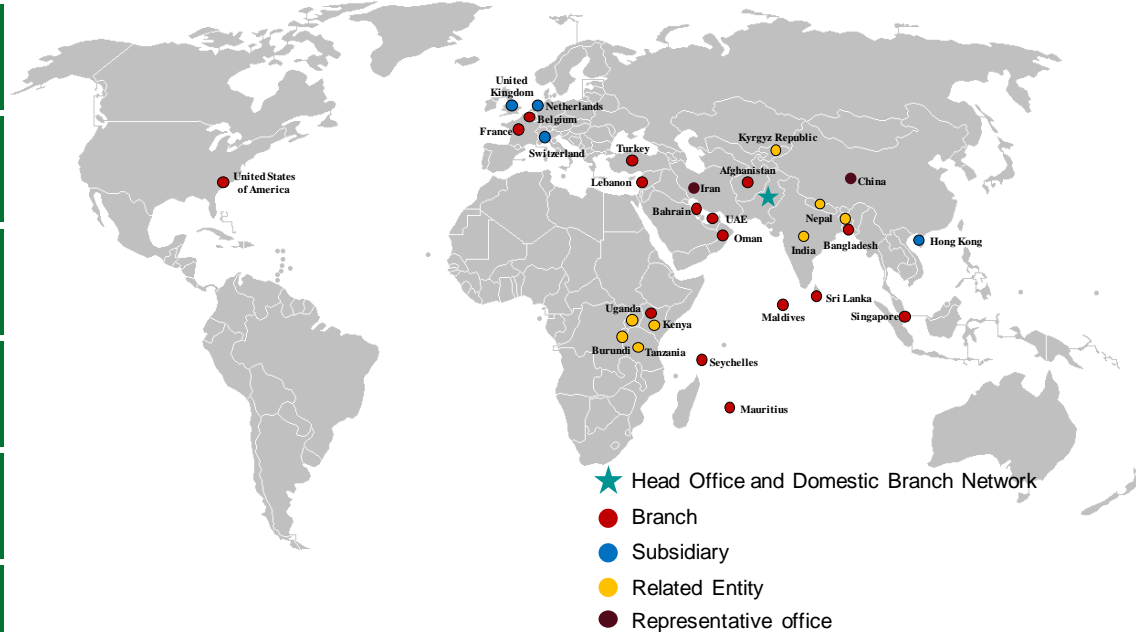 United
Kingdom
Netherlands
Belgium
France
Switzerland
Kyrgyz Republic
Turkey
Afghanistan
United States
of America
Lebanon
Iran
China
Bahrain
UAE
Nepal
Oman
India
Bangladesh
Hong Kong
Sri Lanka
Maldives
Singapore
Uganda
Kenya
Burundi
Tanzania
Seychelles
Mauritius
Head Office and Domestic Branch Network
Branch
Subsidiary
Related Entity
Representative office